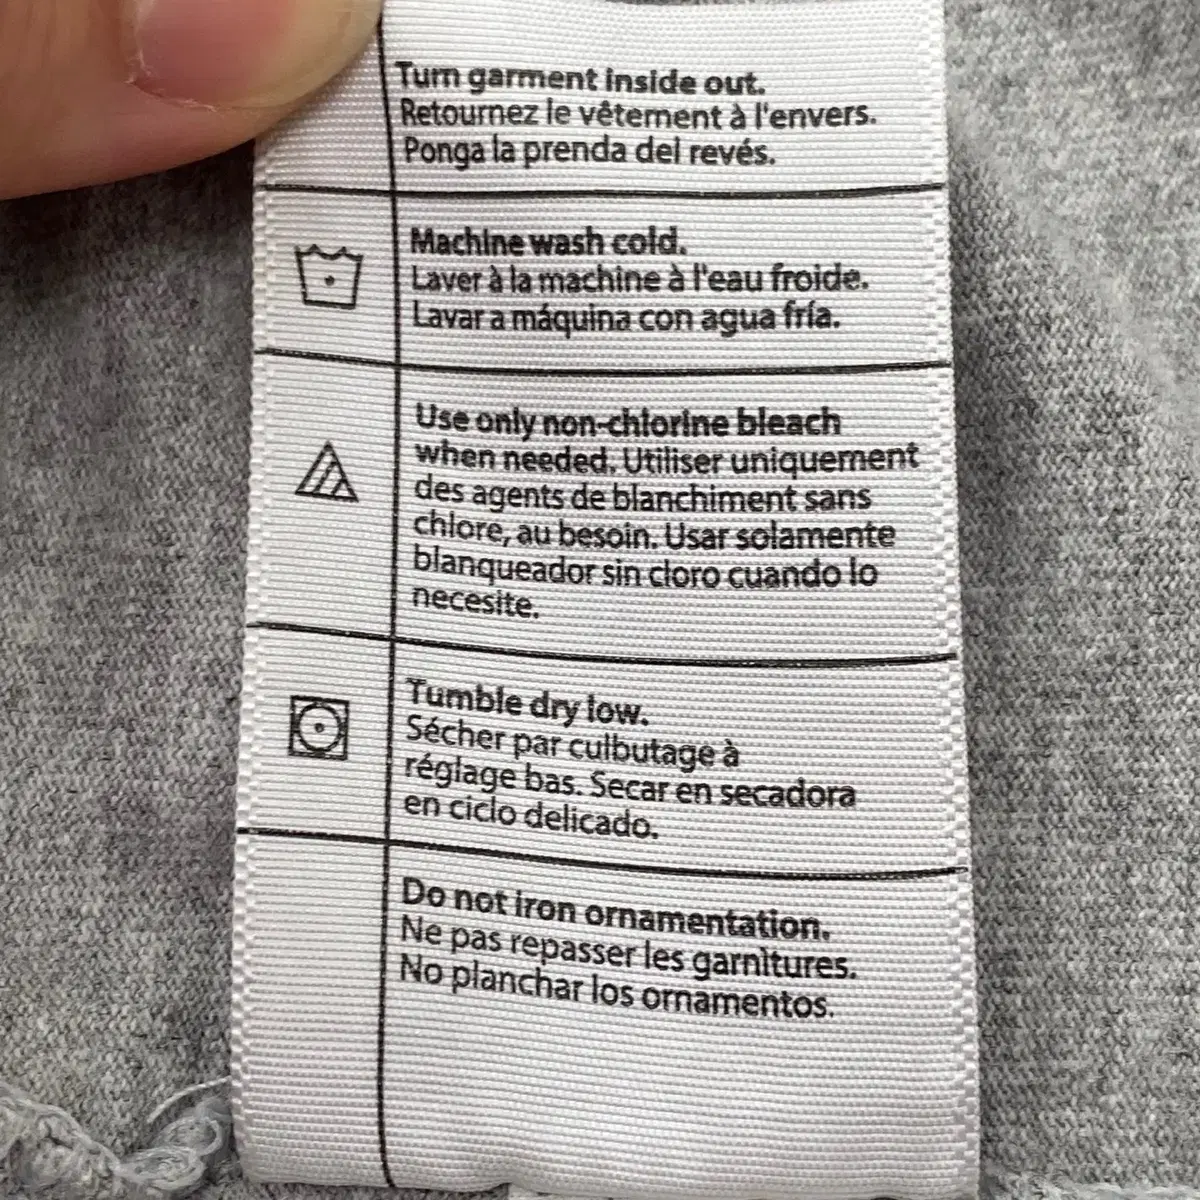 Turn garment inside out.
Retournez le vêtement à l'envers.
Ponga la prenda del revés.
Machine wash cold.
Laver à la machine à l'eau froide.
Lavar a máquina con agua fría.
Use only non-chlorine bleach
when needed. Utiliser uniquement
des agents de blanchiment sans
chlore, au besoin. Usar solamente
blanqueador sin cloro cuando lo
necesite.
Tumble dry low.
Sécher par culbutage à
réglage bas. Secar en secadora
en ciclo delicado.
Do not iron ornamentation.
Ne pas repasser les garnitures.
No planchar los ornamentos.